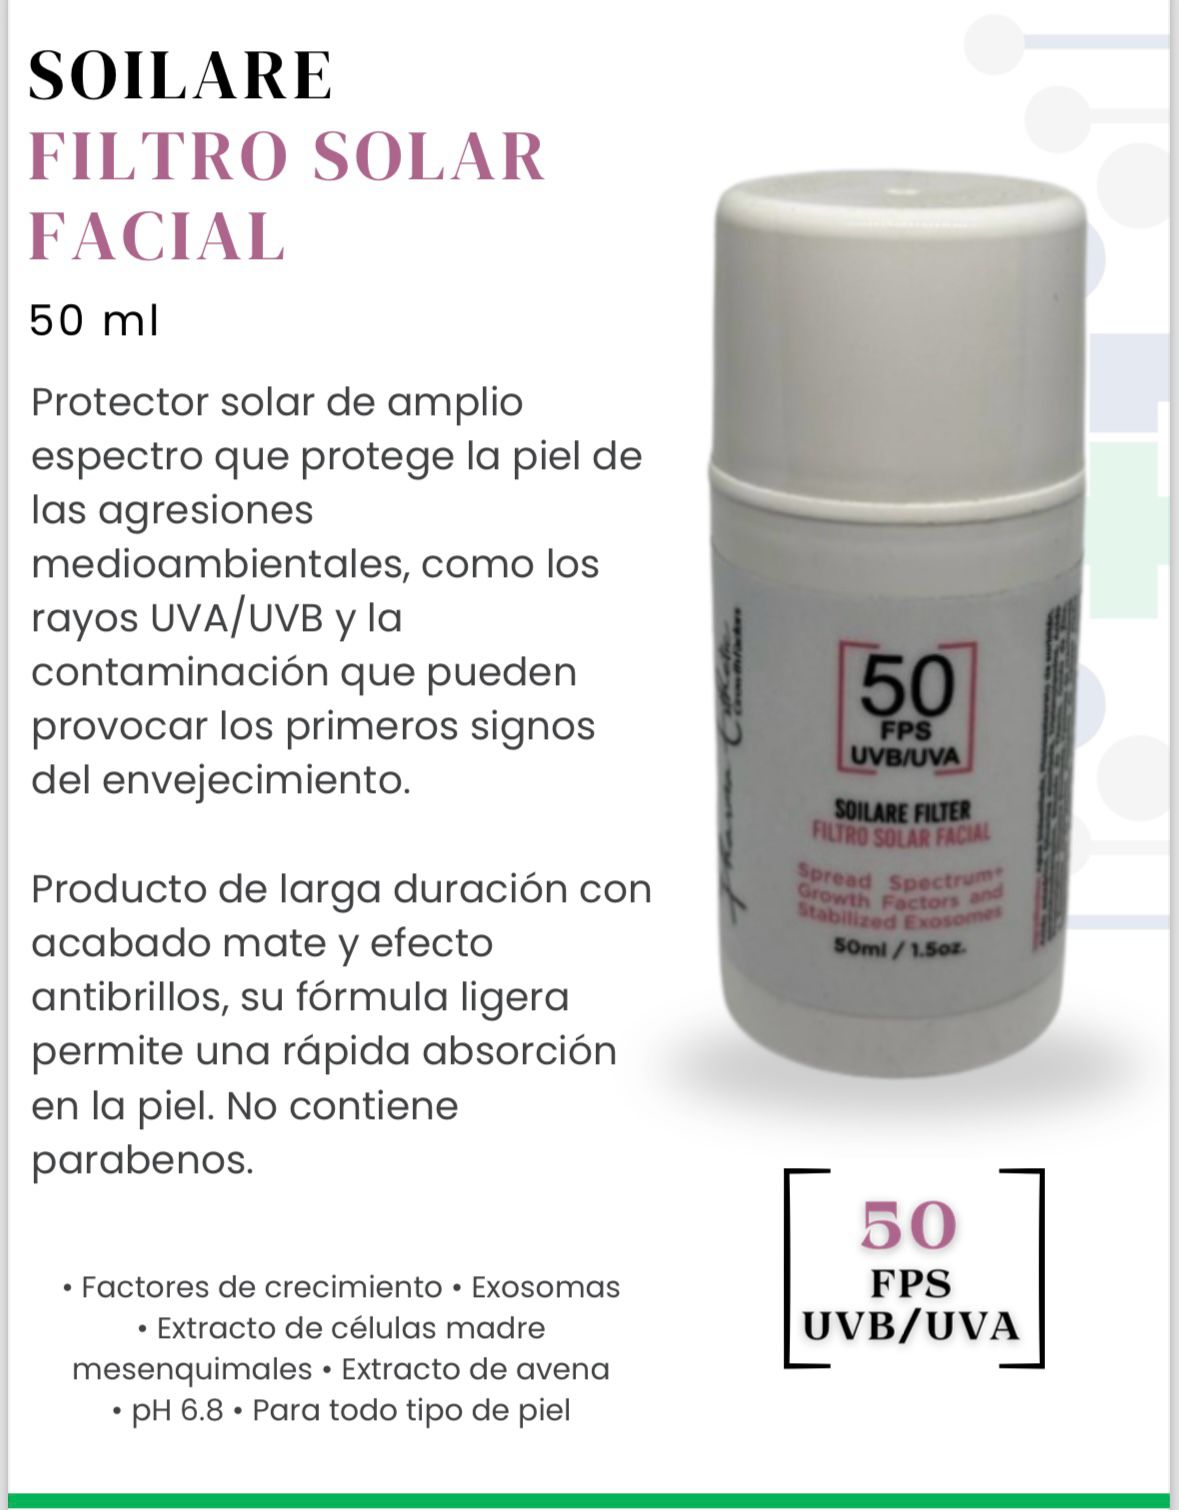 SOILARE
FILTRO SOLAR
FACIAL
50 ml
Protector solar de amplio
espectro que protege la piel de
las agresiones
medioambientales, como los
rayos UVA/UVB y la
contaminación que pueden
provocar los primeros signos
del envejecimiento.
Producto de larga duración con
acabado mate y efecto
antibrillos, su fórmula ligera
permite una rápida absorción
en la piel. No contiene
parabenos.
• Factores de crecimiento • Exosomas
• Extracto de células madre
mesenquimales • Extracto de avena
• pH 6.8 • Para todo tipo de piel
50
FPS
UVB/UVA
SOILARE FILTER
FILTRO SOLAR FACIAL
Spread Spectrum+
Growth Factors and
Stabilized Exosomes
50ml / 1.5oz.
50
FPS
UVB/UVA